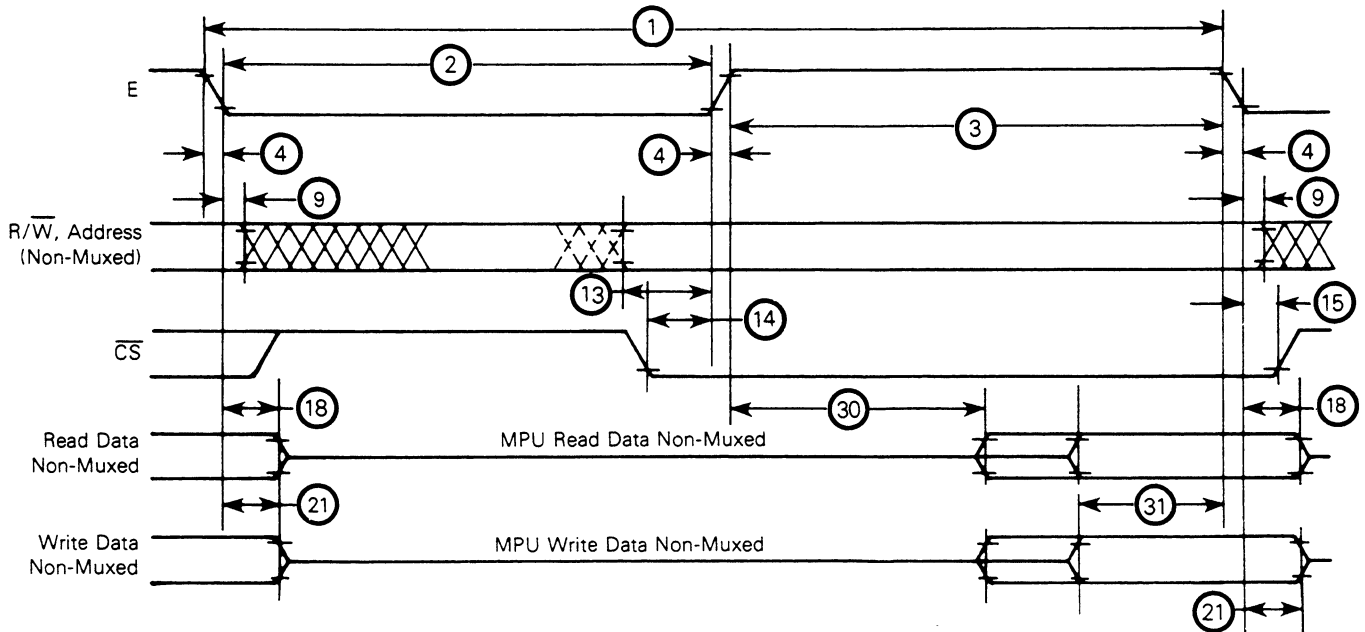 1
2
E
3
4
4
4
9
9
R/W̅, Address
(Non-Muxed)
13
14
15
C̅S̅
30
18
18
Read Data
Non-Muxed
MPU Read Data Non-Muxed
21
31
Write Data
Non-Muxed
MPU Write Data Non-Muxed
21